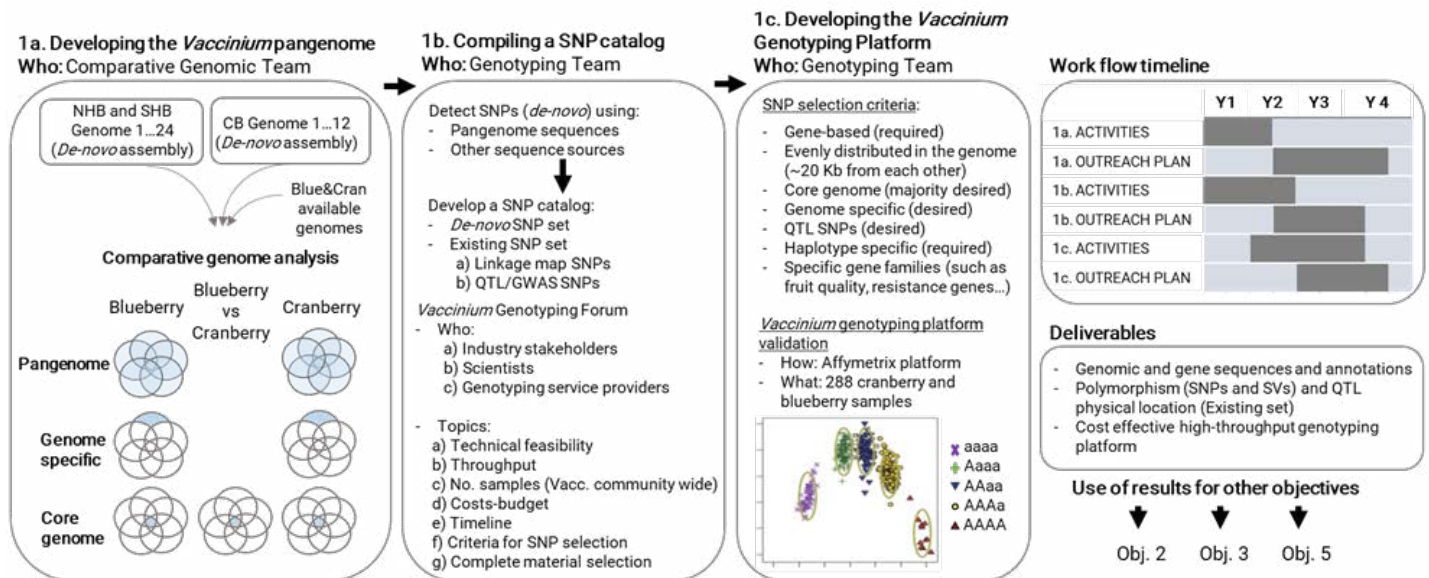 1a. Developing the Vaccinium pangenome
Who: Comparative Genomic Team
NHB and SHB
Genome 1...24
(De-novo assembly)
CB Genome 1...12
(De-novo assembly)
Blue&Cran
available
genomes
Comparative genome analysis
Blueberry
Blueberry
vs
Cranberry
Cranberry
Pangenome
Genome
specific
Core
genome
1b. Compiling a SNP catalog
Who: Genotyping Team
Detect SNPs (de-novo) using:
- Pangenome sequences
- Other sequence sources
Develop a SNP catalog:
- De-novo SNP set
- Existing SNP set
a) Linkage map SNPs
b) QTL/GWAS SNPs
Vaccinium Genotyping Forum
- Who:
a) Industry stakeholders
b) Scientists
c) Genotyping service providers
- Topics:
a) Technical feasibility
b) Throughput
c) No. samples (Vacc. community wide)
d) Costs-budget
e) Timeline
f) Criteria for SNP selection
g) Complete material selection
1c. Developing the Vaccinium
Genotyping Platform
Who: Genotyping Team
SNP selection criteria:
- Gene-based (required)
- Evenly distributed in the genome
(~20 Kb from each other)
- Core genome (majority desired)
- Genome specific (desired)
- QTL SNPs (desired)
- Haplotype specific (required)
- Specific gene families (such as
fruit quality, resistance genes...)
Vaccinium genotyping platform
validation
- How: Affymetrix platform
- What: 288 cranberry and
blueberry samples
aaaa
Aaaa
AAaa
AAAa
AAAA
Work flow timeline
Y1 Y2 Y3 Y 4
1a. ACTIVITIES
1a. OUTREACH PLAN
1b. ACTIVITIES
1b. OUTREACH PLAN
1c. ACTIVITIES
1c. OUTREACH PLAN
Deliverables
- Genomic and gene sequences and annotations
- Polymorphism (SNPs and SVs) and QTL
physical location (Existing set)
- Cost effective high-throughput genotyping
platform
Use of results for other objectives
Obj. 2 Obj. 3 Obj. 5